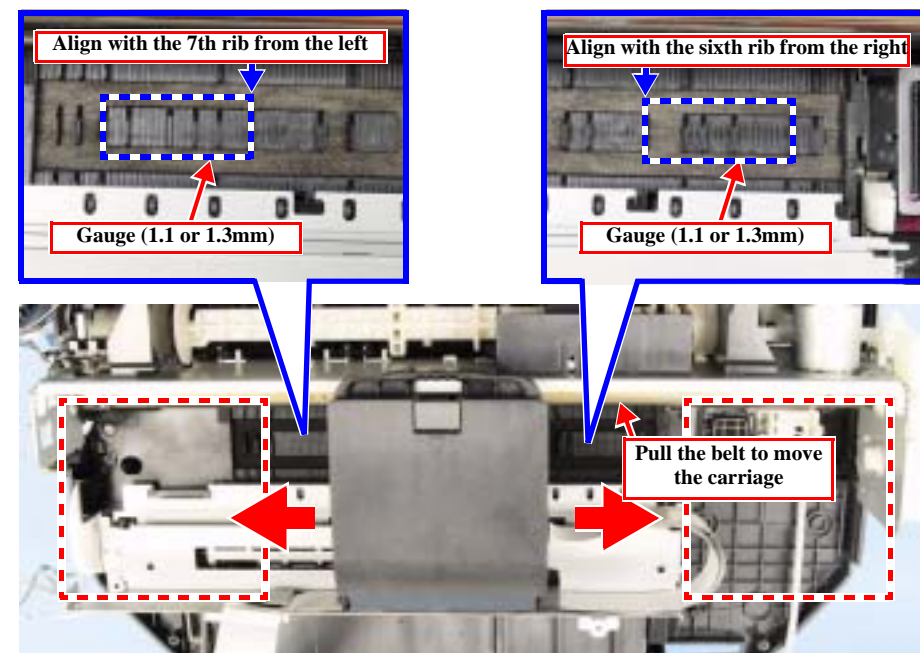 Align with the 7th rib from the left
Align with the sixth rib from the right
Gauge (1.1 or 1.3mm)
Gauge (1.1 or 1.3mm)
Pull the belt to move
the carriage